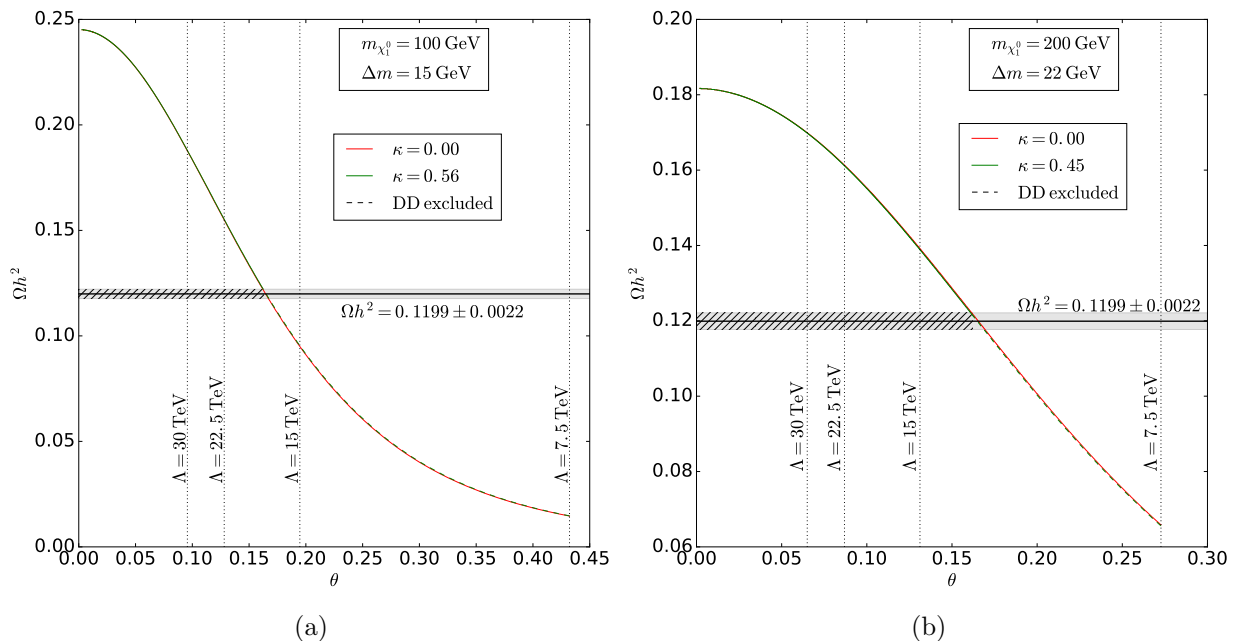 0.25
0.20
0.15
0.10
0.05
0.00
Ωh²
m_χ₁⁰ = 100 GeV
Δm = 15 GeV
κ = 0.00
κ = 0.56
DD excluded
Ωh² = 0.1199 ± 0.0022
Λ = 30 TeV
Λ = 22.5 TeV
Λ = 15 TeV
Λ = 7.5 TeV
0.00 0.05 0.10 0.15 0.20 0.25 0.30 0.35 0.40 0.45
θ
(a)
0.20
0.18
0.16
0.14
0.12
0.10
0.08
0.06
Ωh²
m_χ₁⁰ = 200 GeV
Δm = 22 GeV
κ = 0.00
κ = 0.45
DD excluded
Ωh² = 0.1199 ± 0.0022
Λ = 30 TeV
Λ = 22.5 TeV
Λ = 15 TeV
Λ = 7.5 TeV
0.00 0.05 0.10 0.15 0.20 0.25 0.30
θ
(b)